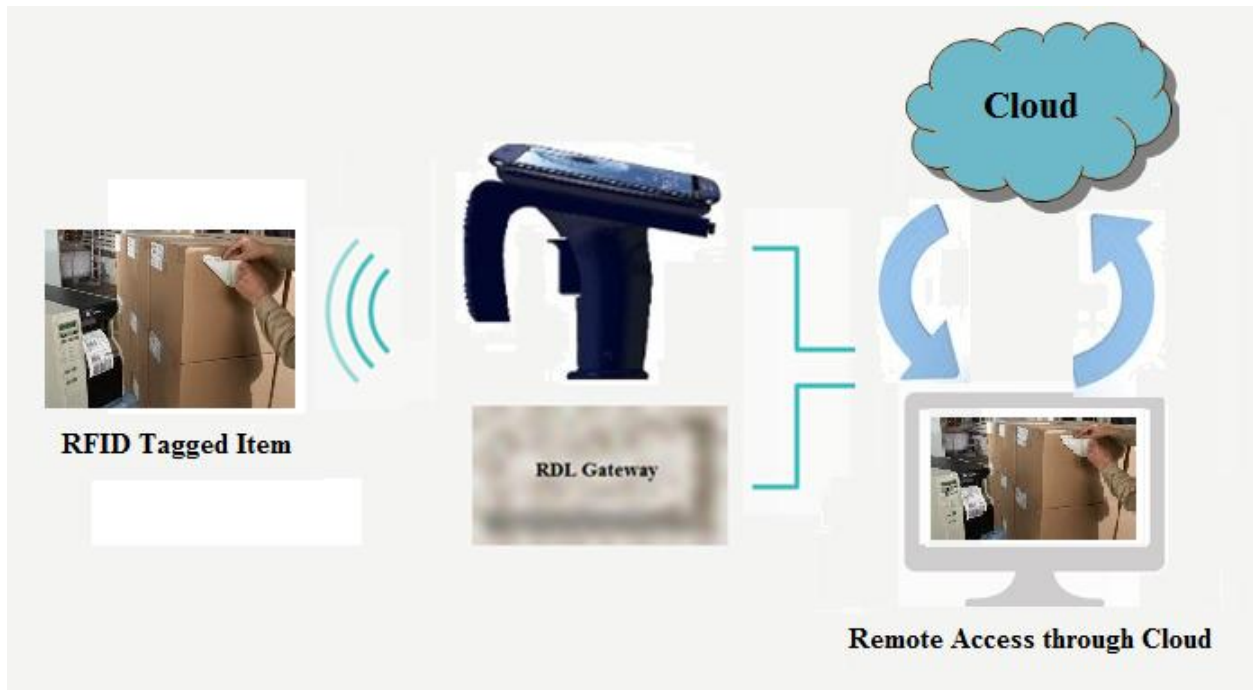 Cloud
RFID Tagged Item
RDL Gateway
Remote Access through Cloud